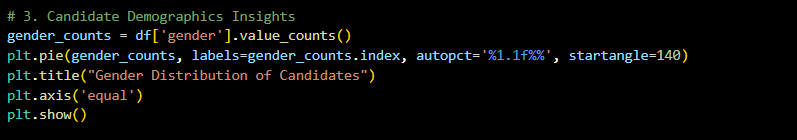 # 3. Candidate Demographics Insights
gender_counts = df['gender'].value_counts()
plt.pie(gender_counts, labels=gender_counts.index, autopct='%1.1f%%', startangle=140)
plt.title("Gender Distribution of Candidates")
plt.axis('equal')
plt.show()